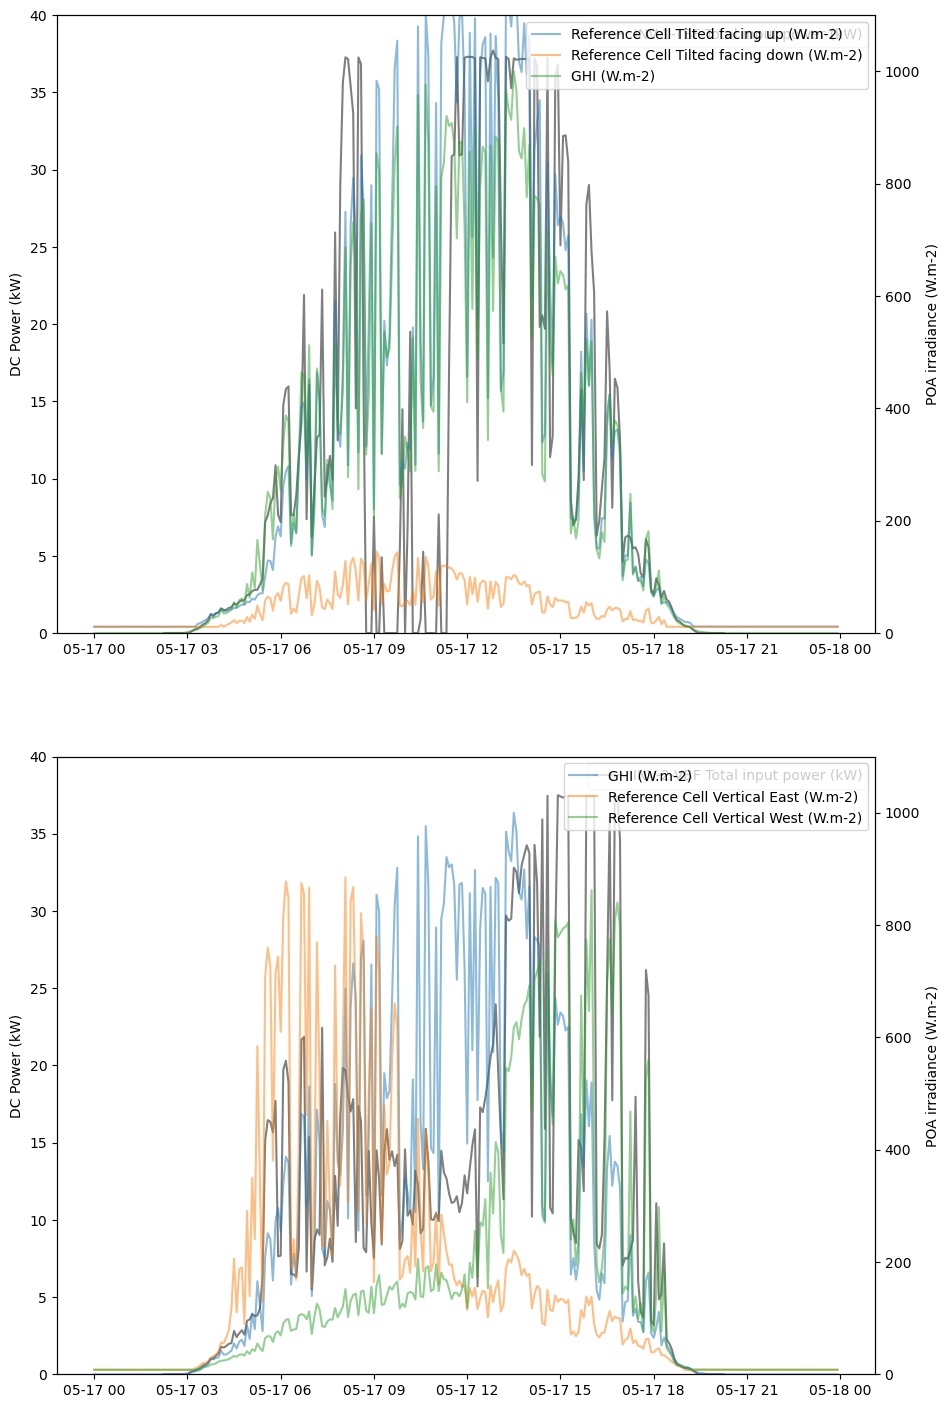 40
35
30
25
20
15
10
5
0
DC Power (kW)
Reference Cell Tilted facing up (W.m-2)
Reference Cell Tilted facing down (W.m-2)
GHI (W.m-2)
1000
800
600
400
200
0
POA irradiance (W.m-2)
05-17 00 05-17 03 05-17 06 05-17 09 05-17 12 05-17 15 05-17 18 05-17 21 05-18 00
40
35
30
25
20
15
10
5
0
DC Power (kW)
GHI (W.m-2) Total input power (kW)
Reference Cell Vertical East (W.m-2)
Reference Cell Vertical West (W.m-2)
1000
800
600
400
200
0
POA irradiance (W.m-2)
05-17 00 05-17 03 05-17 06 05-17 09 05-17 12 05-17 15 05-17 18 05-17 21 05-18 00